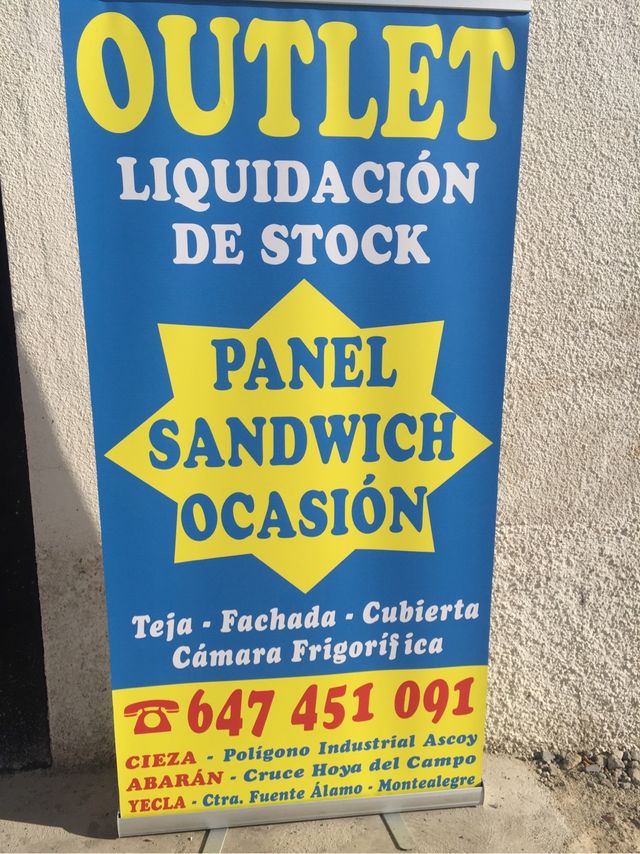 OUTLET
LIQUIDACIÓN
DE STOCK
PANEL
SANDWICH
OCASIÓN
Teja - Fachada - Cubierta
Cámara Frigorífica
☎647 451 091
CIEZA - Polígono Industrial Ascoy
ABARÁN - Cruce Hoya del Campo
YECLA - Ctra. Fuente Álamo - Montealegre